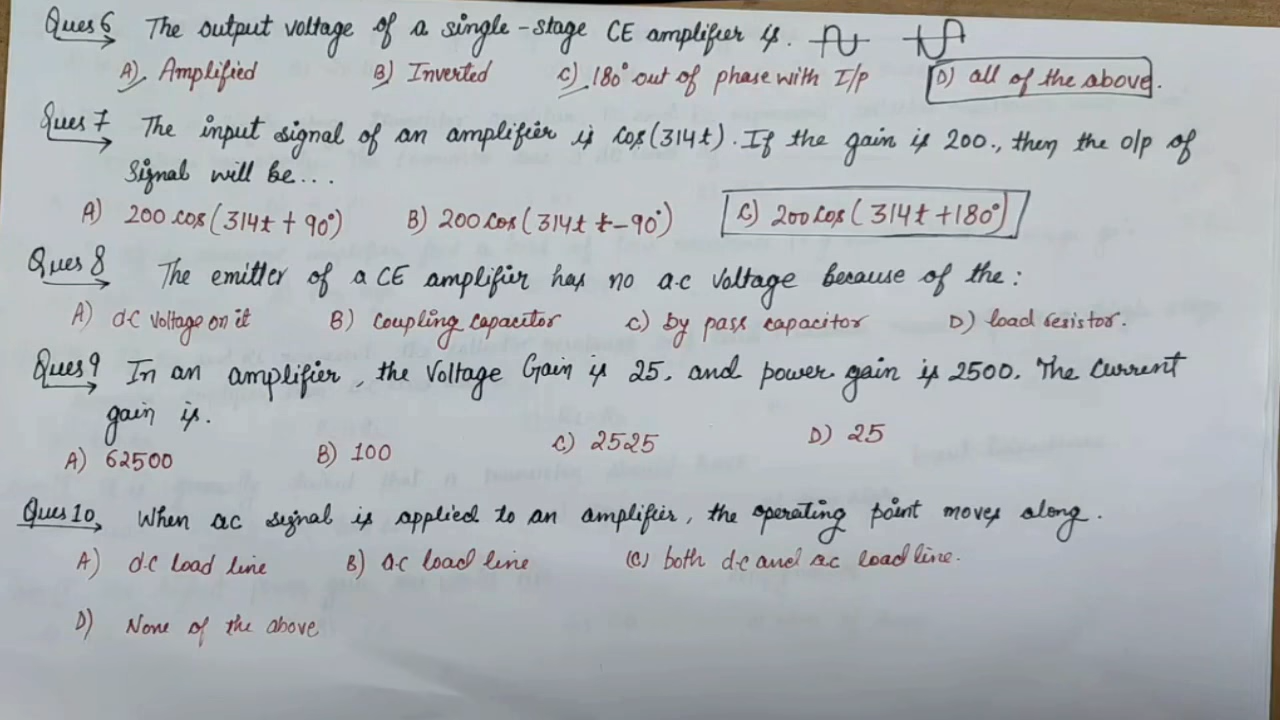 Ques 6 The output voltage of a single-stage CE amplifier is.
A) Amplified B) Inverted C) 180° out of phase with I/p D) all of the above.
Ques 7 The input signal of an amplifier is cos(314t). If the gain is 200., then the o/p of
signal will be...
A) 200 cos(314t + 90°) B) 200 cos(314t - 90°) C) 200 cos(314t + 180°)
Ques 8 The emitter of a CE amplifier has no a.c voltage because of the :
A) d.c voltage on it B) coupling capacitor C) by pass capacitor D) load resistor.
Ques 9 In an amplifier, the Voltage Gain is 25. and power gain is 2500. The current
gain is.
A) 62500 B) 100 C) 2525 D) 25
Ques 10, When ac signal is applied to an amplifier, the operating point moves along.
A) d.c load line B) a.c load line (C) both d.c and a.c load line.
D) None of the above